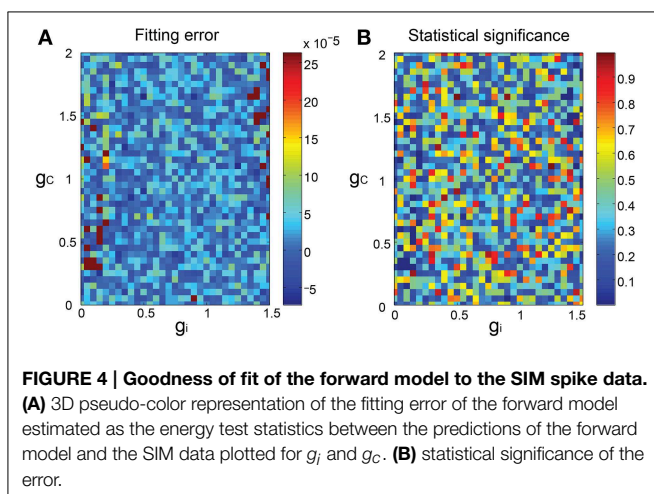 A Fitting error
x 10⁻⁵
2
1.5
1
0.5
0
gC
0 0.5 1 1.5
gi
25
20
15
10
5
0
−5
B Statistical significance
2
1.5
1
0.5
0
gC
0.0 0.5 1 1.5
gi
0.9
0.8
0.7
0.6
0.5
0.4
0.3
0.2
0.1
FIGURE 4 | Goodness of fit of the forward model to the SIM spike data.
(A) 3D pseudo-color representation of the fitting error of the forward model
estimated as the energy test statistics between the predictions of the forward
model and the SIM data plotted for gi and gC. (B) statistical significance of the
error.